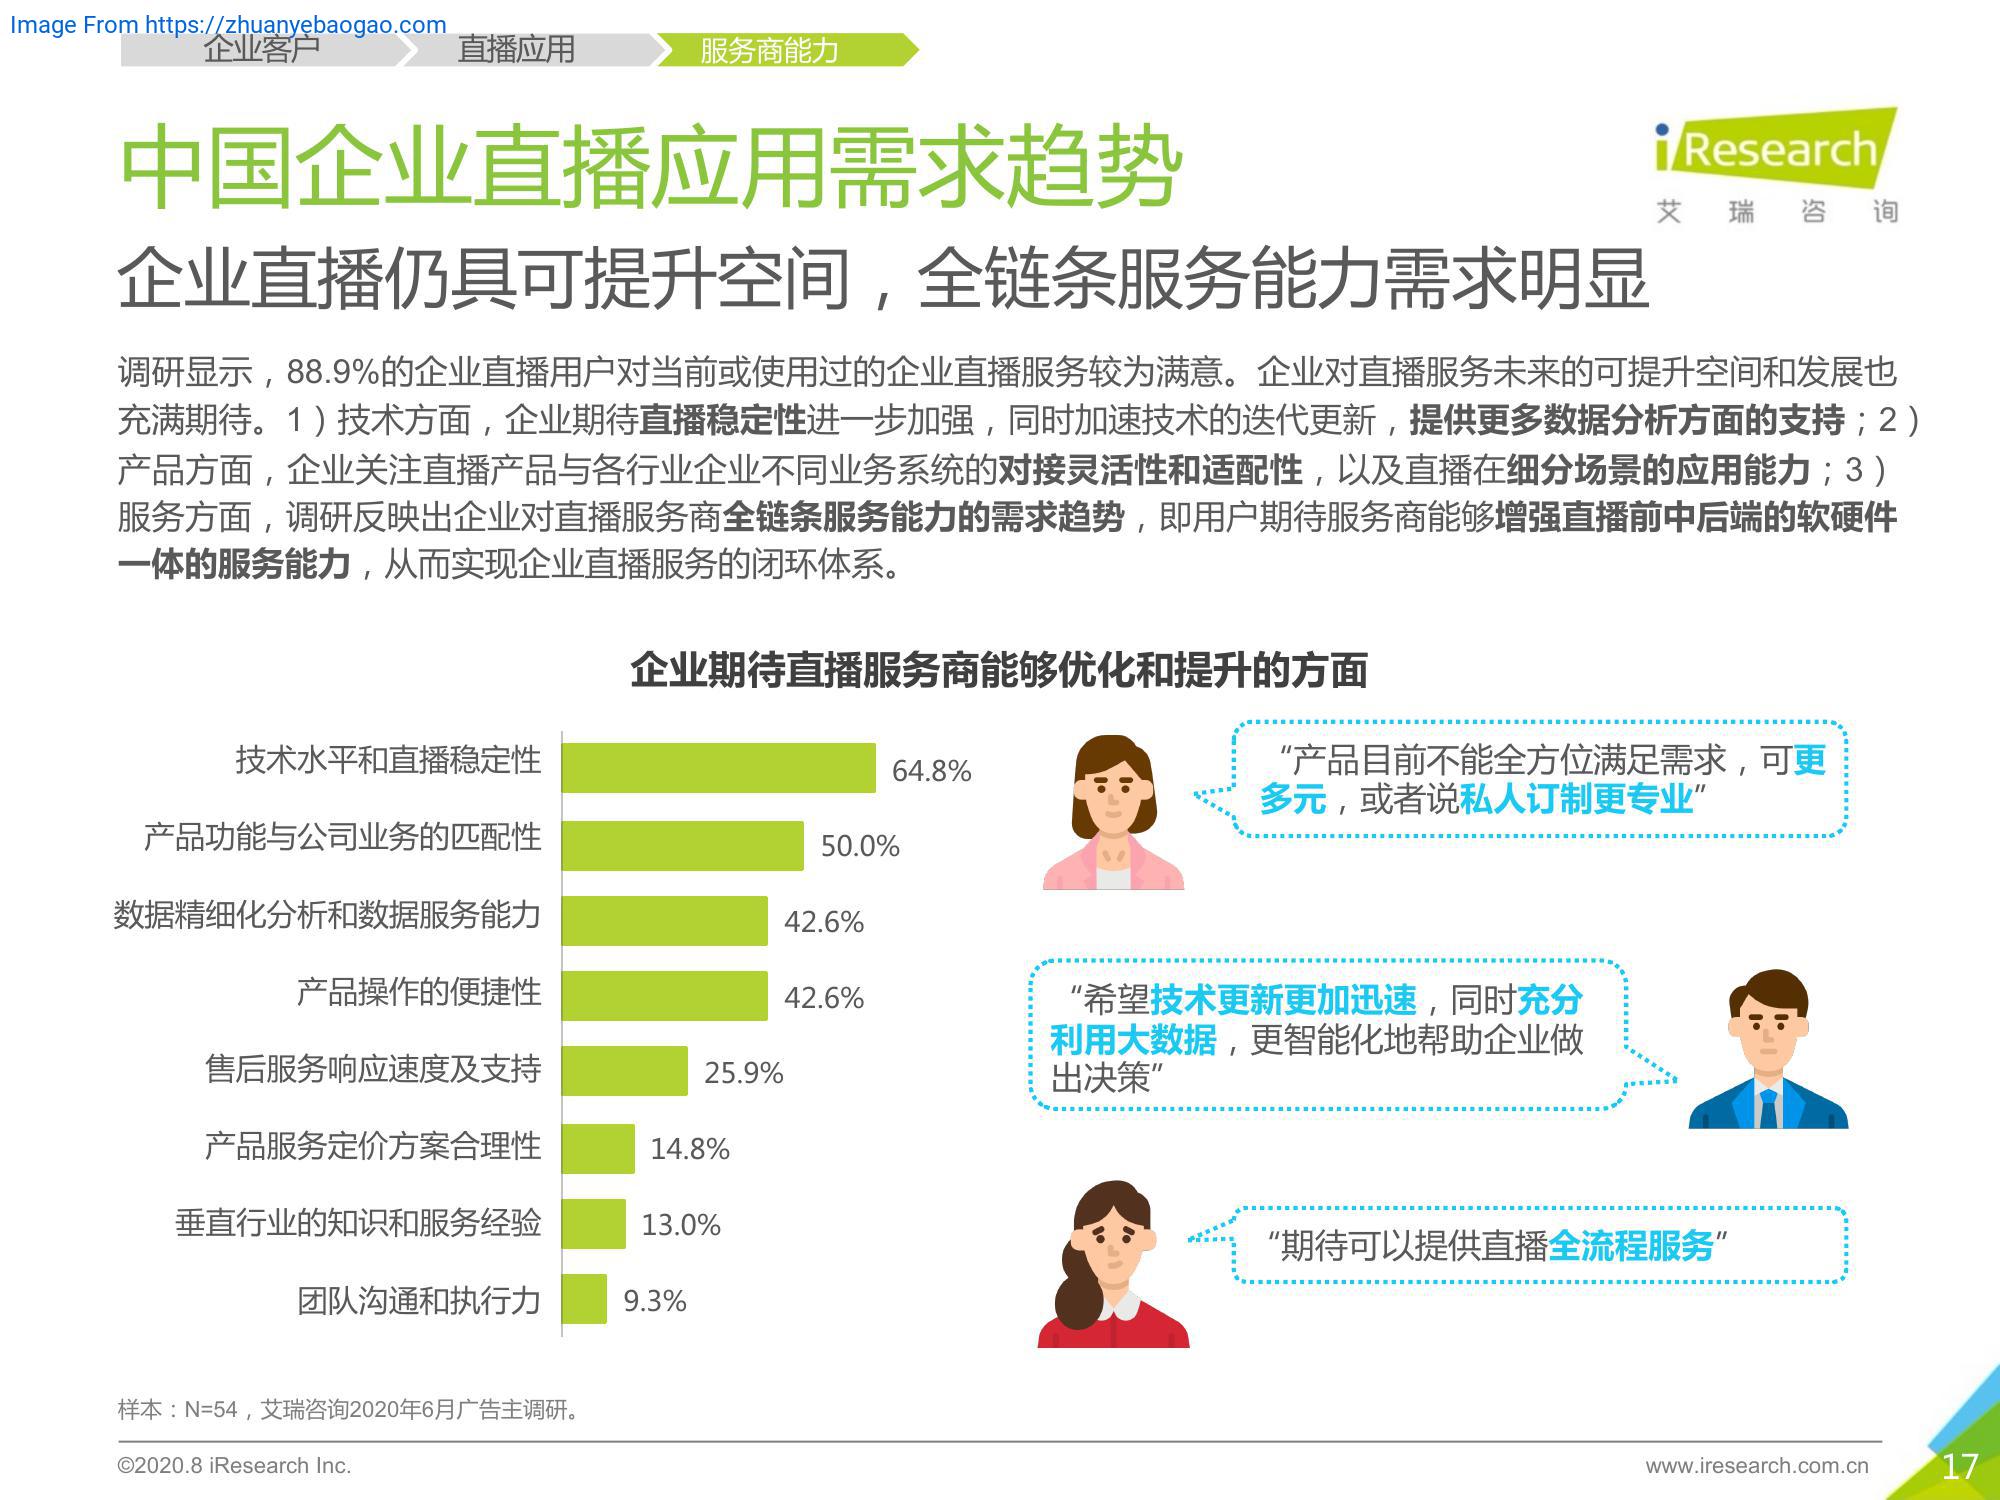 Image From https://zhuanyebaogao.com
企业客户
直播应用
服务商能力
中国企业直播应用需求趋势
iResearch
艾瑞咨询
企业直播仍具可提升空间，全链条服务能力需求明显
调研显示，88.9%的企业直播用户对当前或使用过的企业直播服务较为满意。企业对直播服务未来的可提升空间和发展也
充满期待。1）技术方面，企业期待直播稳定性进一步加强，同时加速技术的迭代更新，提供更多数据分析方面的支持；2）
产品方面，企业关注直播产品与各行业企业不同业务系统的对接灵活性和适配性，以及直播在细分场景的应用能力；3）
服务方面，调研反映出企业对直播服务商全链条服务能力的需求趋势，即用户期待服务商能够增强直播前中后端的软硬件
一体的服务能力，从而实现企业直播服务的闭环体系。
企业期待直播服务商能够优化和提升的方面
技术水平和直播稳定性 64.8%
产品功能与公司业务的匹配性 50.0%
数据精细化分析和数据服务能力 42.6%
产品操作的便捷性 42.6%
售后服务响应速度及支持 25.9%
产品服务定价方案合理性 14.8%
垂直行业的知识和服务经验 13.0%
团队沟通和执行力 9.3%
“产品目前不能全方位满足需求，可更
多元，或者说私人订制更专业”
“希望技术更新更加迅速，同时充分
利用大数据，更智能化地帮助企业做
出决策”
“期待可以提供直播全流程服务”
样本：N=54，艾瑞咨询2020年6月广告主调研。
©2020.8 iResearch Inc.
www.iresearch.com.cn
17